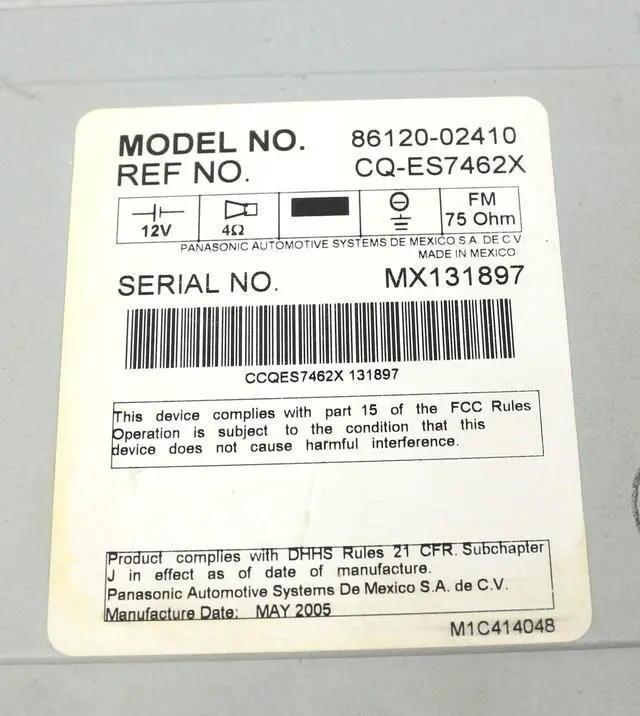 MODEL NO. 86120-02410
REF NO. CQ-ES7462X
12V 4Ω FM 75 Ohm
PANASONIC AUTOMOTIVE SYSTEMS DE MEXICO S.A. DE C V
MADE IN MEXICO
SERIAL NO. MX131897
CCQES7462X 131897
This device complies with part 15 of the FCC Rules
Operation is subject to the condition that this
device does not cause harmful interference.
Product complies with DHHS Rules 21 CFR. Subchapter
J in effect as of date of manufacture.
Panasonic Automotive Systems De Mexico S.A. de C.V.
Manufacture Date: MAY 2005
M1C414048